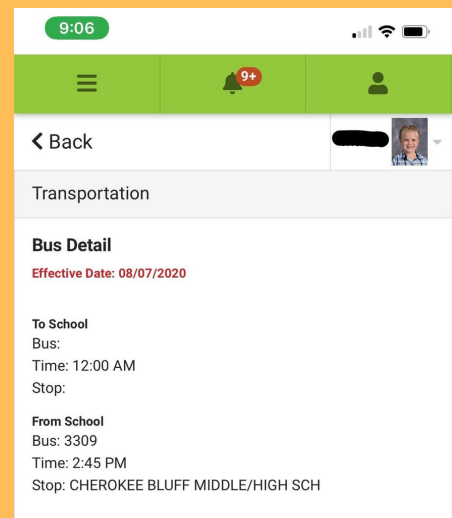 9:06
9+
Back
Transportation
Bus Detail
Effective Date: 08/07/2020
To School
Bus:
Time: 12:00 AM
Stop:
From School
Bus: 3309
Time: 2:45 PM
Stop: CHEROKEE BLUFF MIDDLE/HIGH SCH